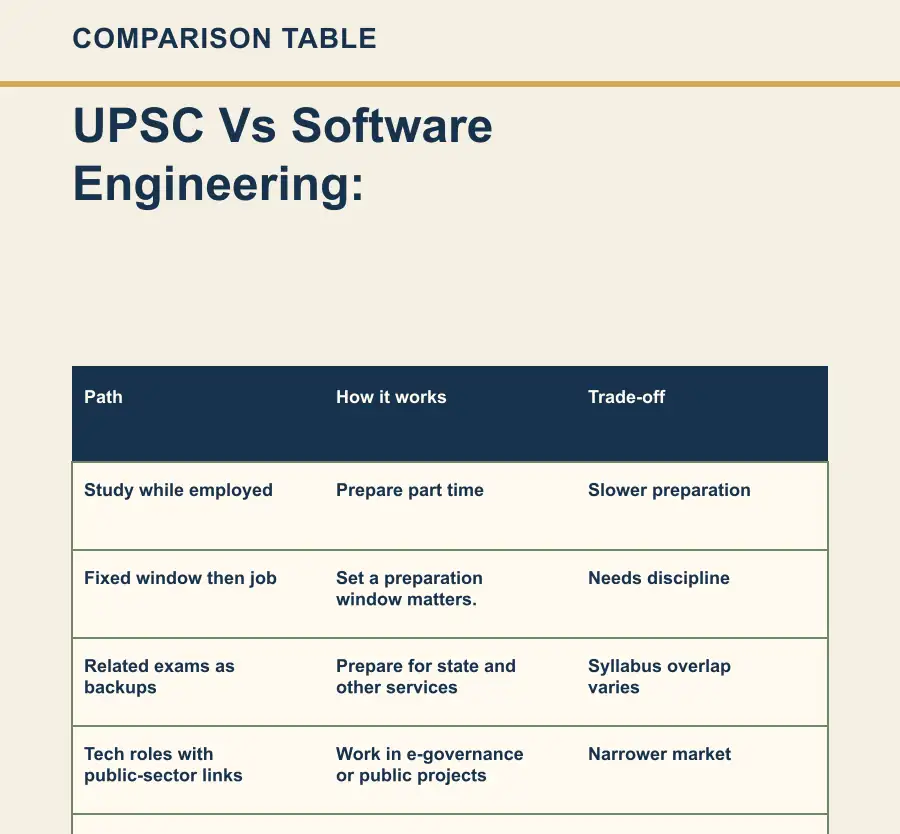 COMPARISON TABLE
UPSC Vs Software
Engineering:
Path
How it works
Trade-off
Study while employed
Prepare part time
Slower preparation
Fixed window then job
Set a preparation
window matters.
Needs discipline
Related exams as
backups
Prepare for state and
other services
Syllabus overlap
varies
Tech roles with
public-sector links
Work in e-governance
or public projects
Narrower market